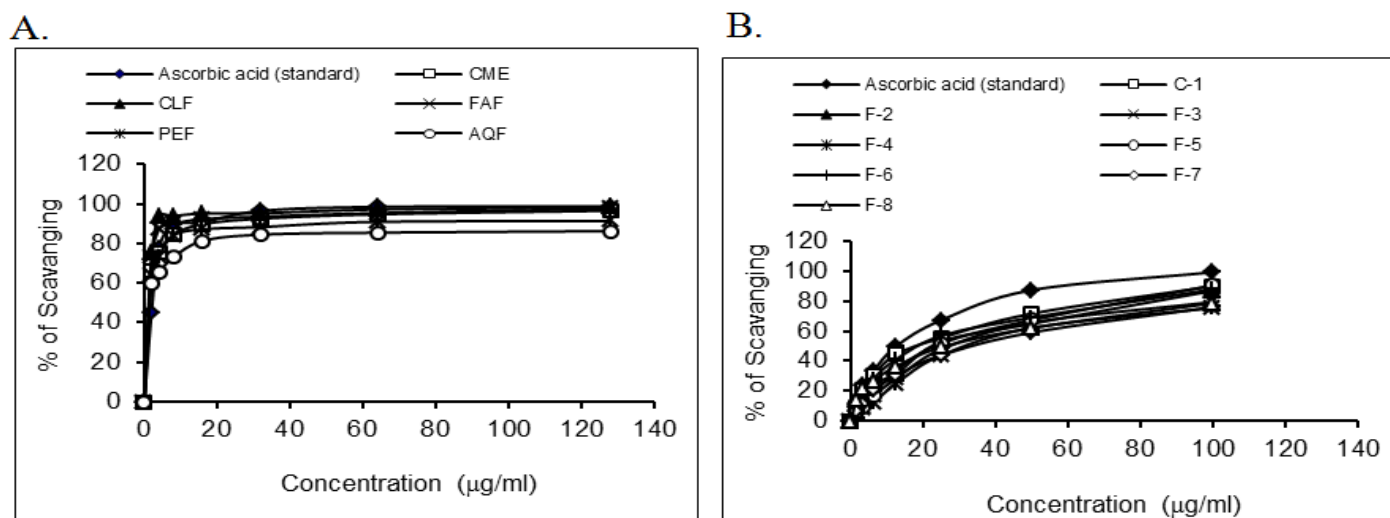 A.
Ascorbic acid (standard) CME
CLF FAF
PEF AQF
% of Scavanging
120
100
80
60
40
20
0
0 20 40 60 80 100 120 140
Concentration (μg/ml)
B.
Ascorbic acid (standard) C-1
F-2 F-3
F-4 F-5
F-6 F-7
F-8
% of Scavanging
120
100
80
60
40
20
0
0 20 40 60 80 100 120 140
Concentration (μg/ml)